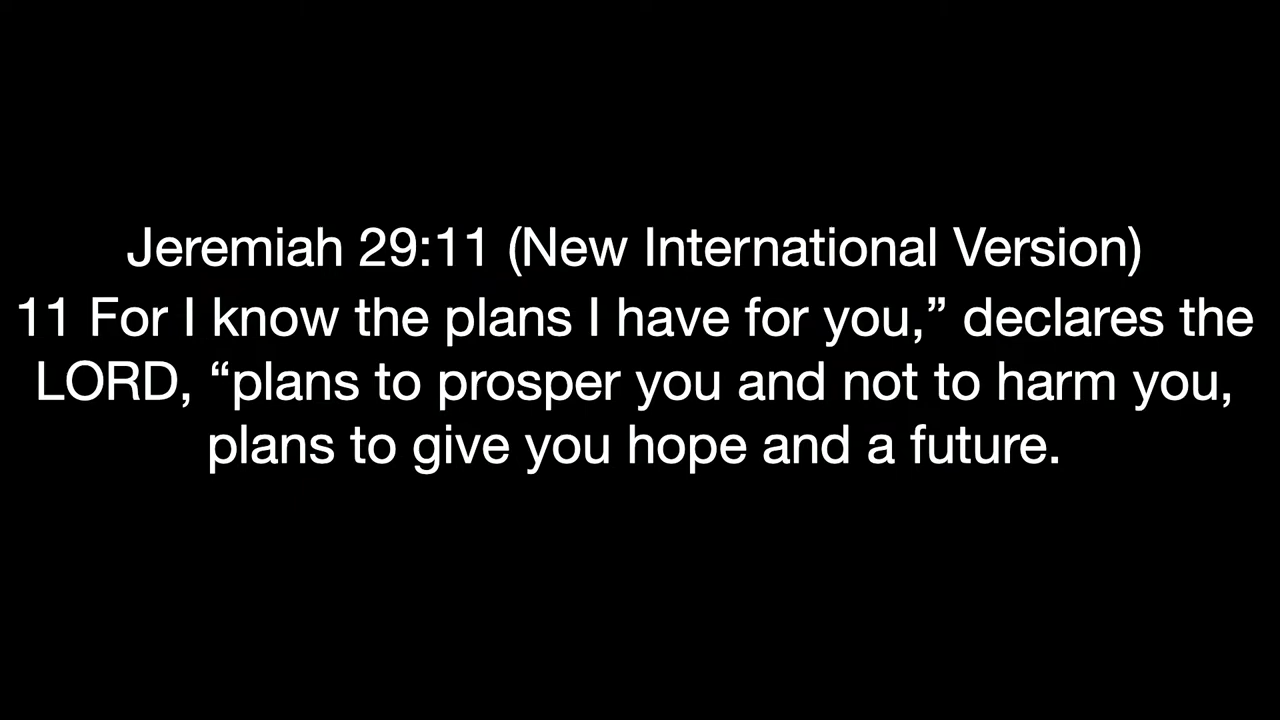 Jeremiah 29:11 (New International Version)
11 For I know the plans I have for you,” declares the
LORD, “plans to prosper you and not to harm you,
plans to give you hope and a future.